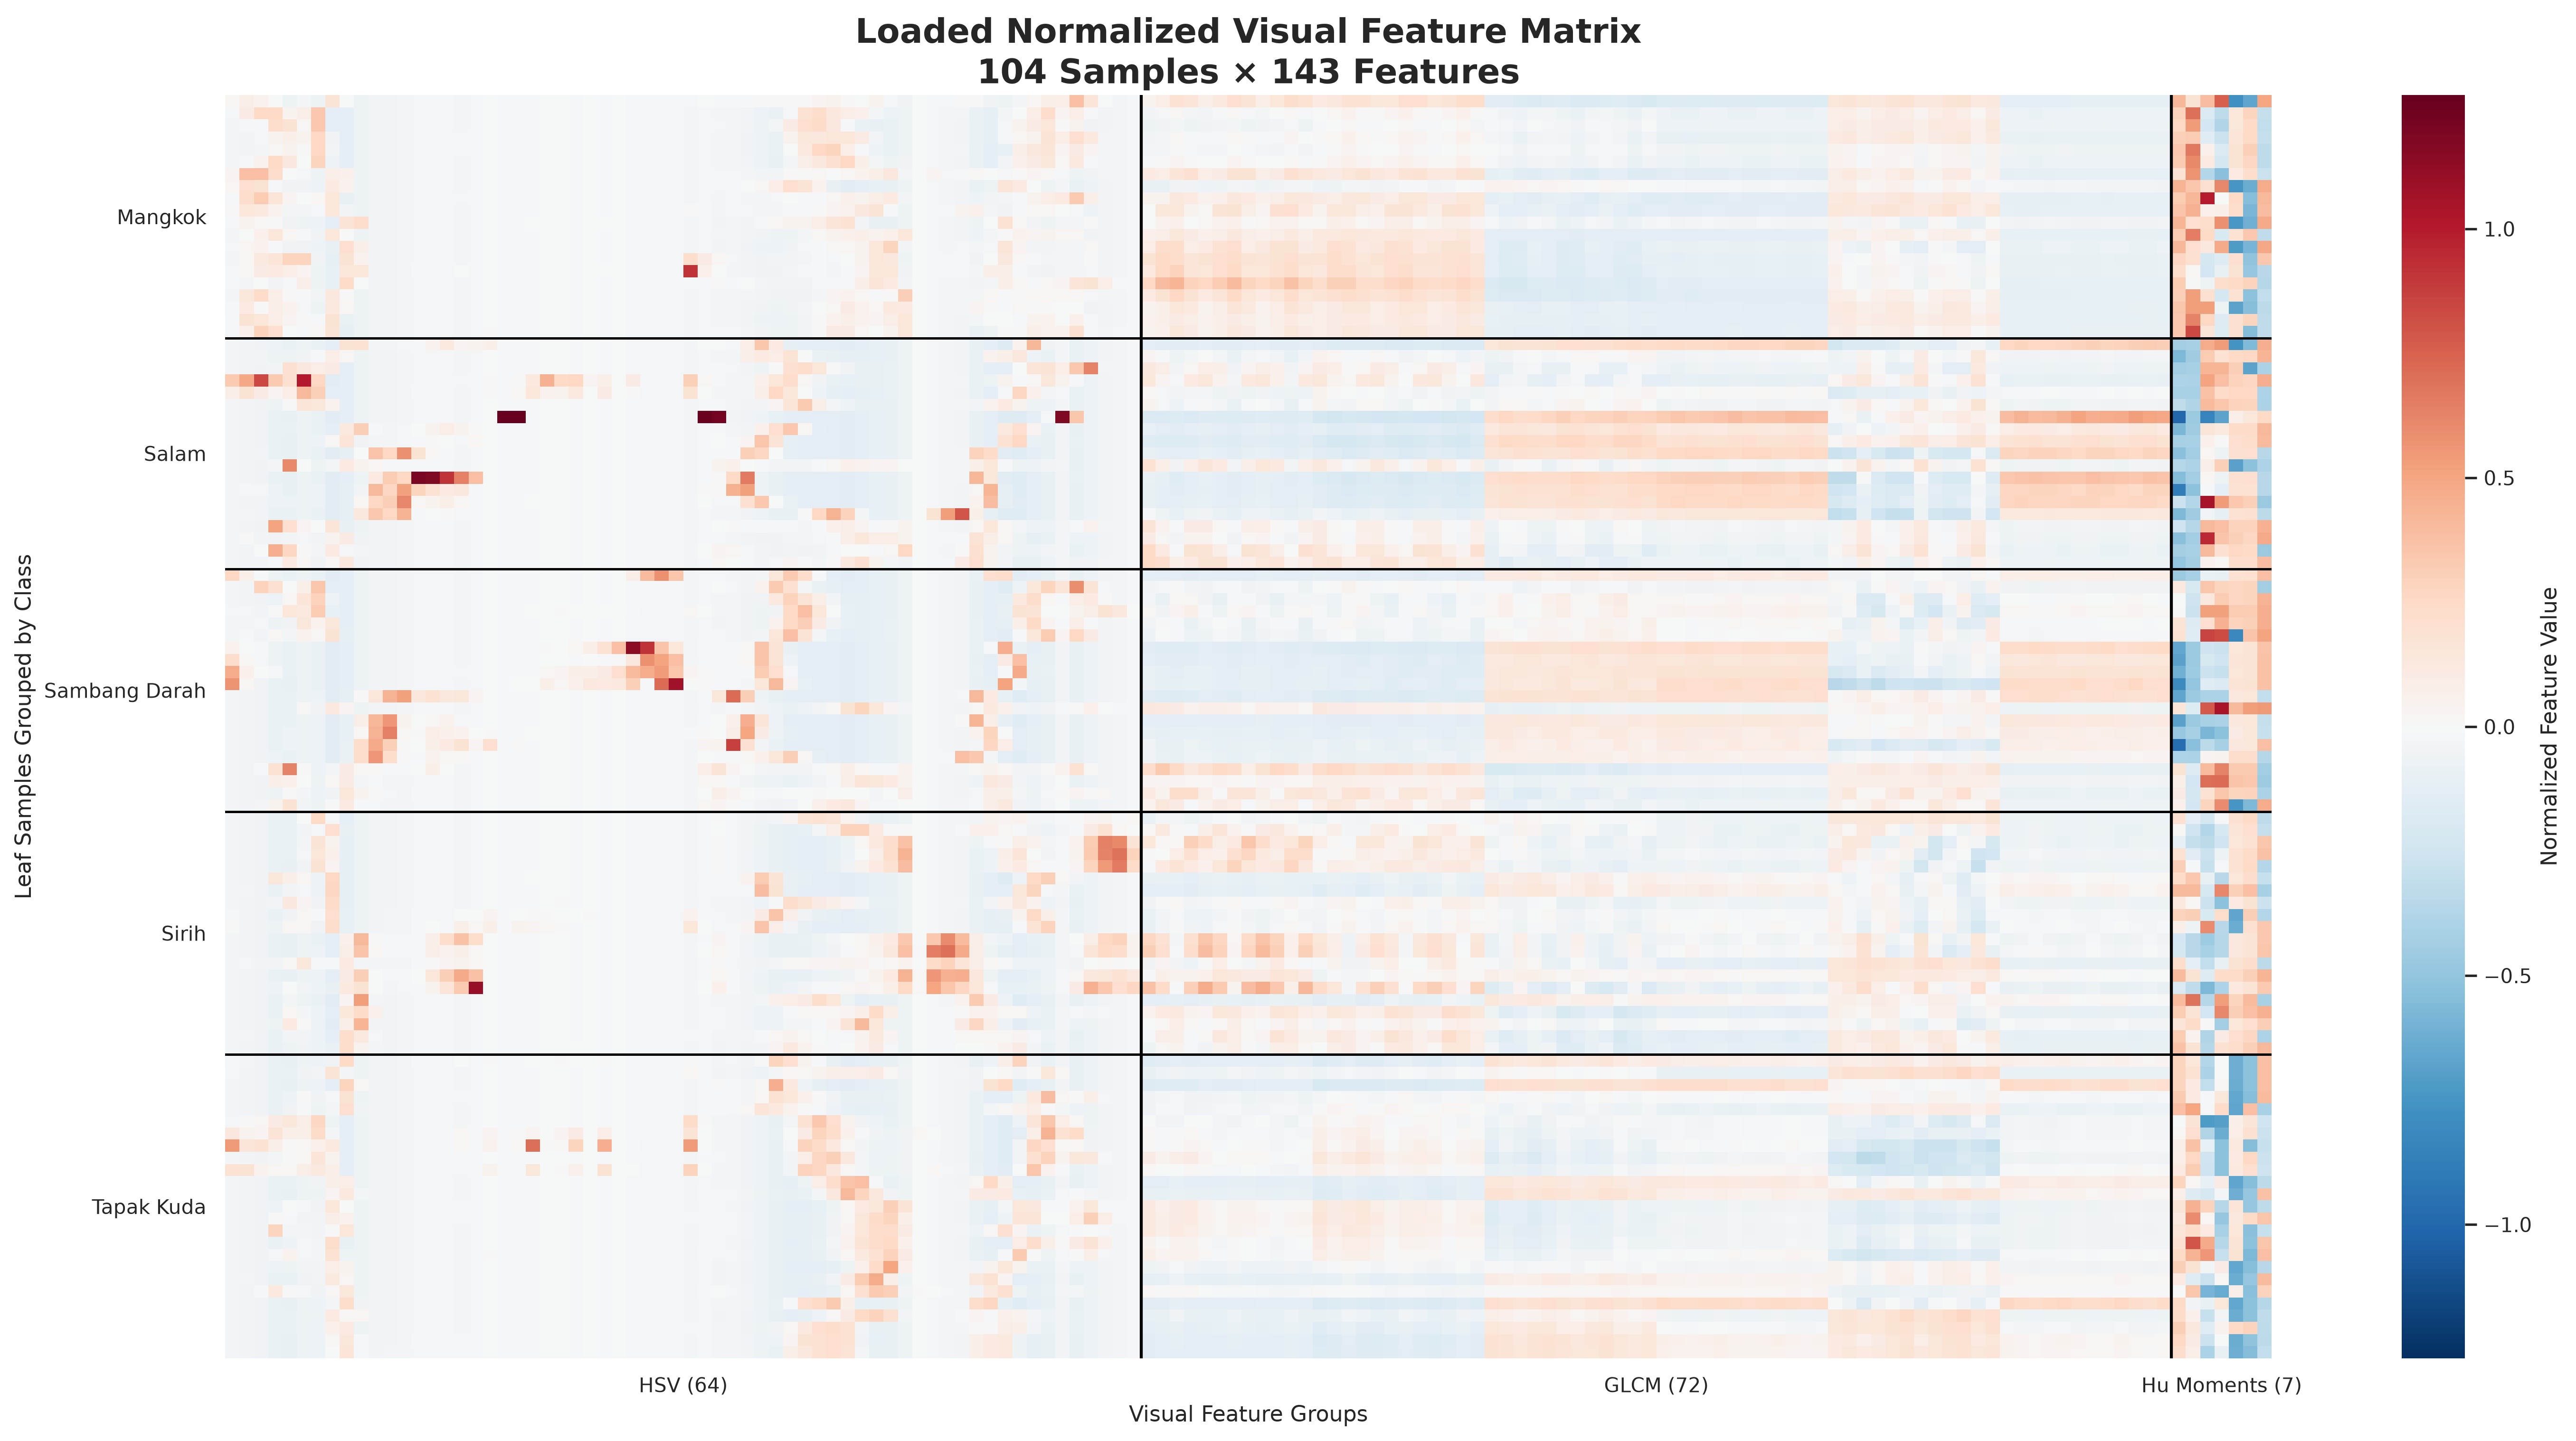 Loaded Normalized Visual Feature Matrix
104 Samples × 143 Features
Leaf Samples Grouped by Class
Mangkok
Salam
Sambang Darah
Sirih
Tapak Kuda
HSV (64)
GLCM (72)
Hu Moments (7)
Visual Feature Groups
1.0
0.5
0.0
−0.5
−1.0
Normalized Feature Value